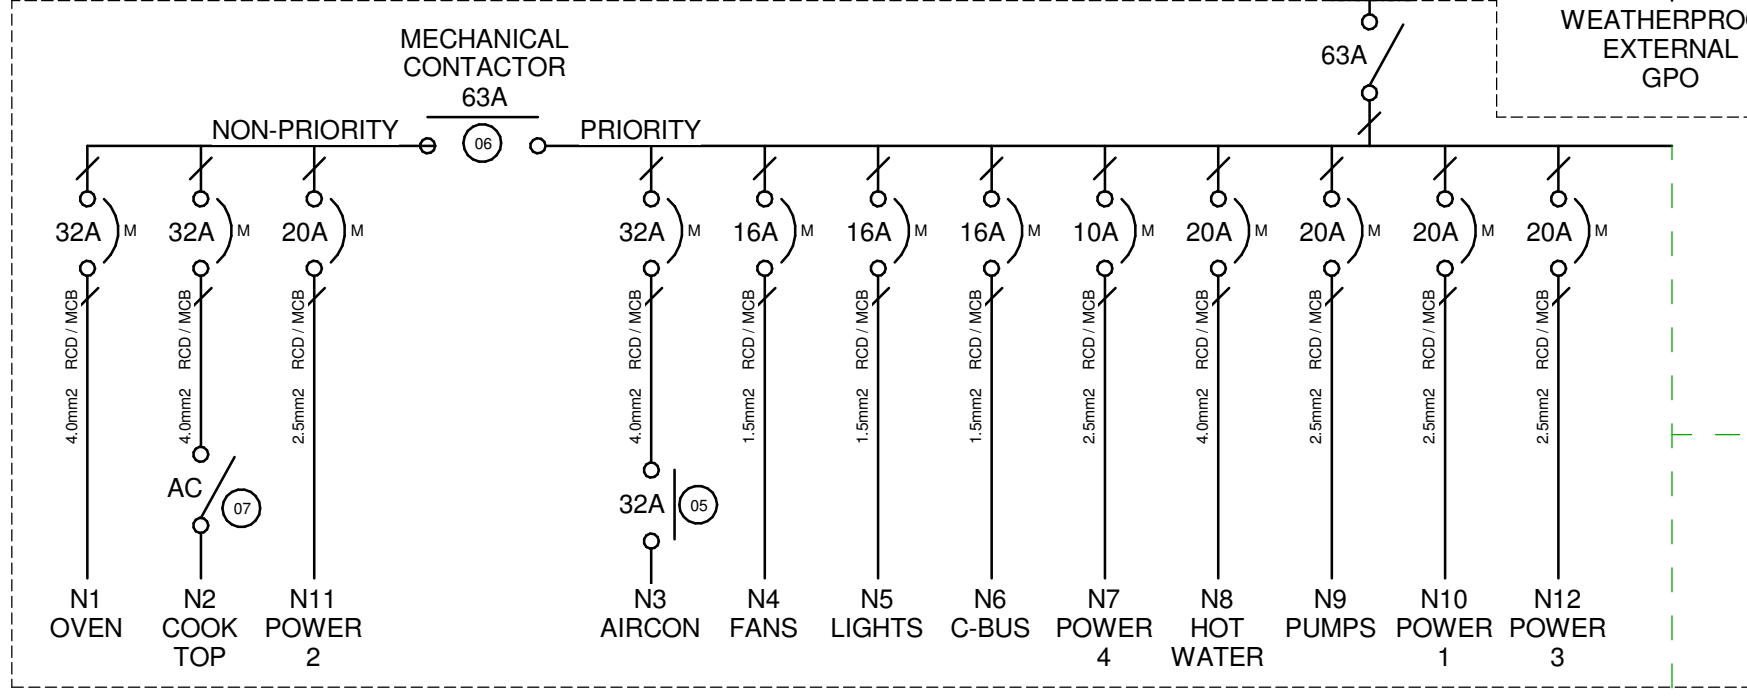 MECHANICAL
CONTACTOR
63A
63A
EXTERNAL
GPO
NON-PRIORITY
06
PRIORITY
32A M
32A M
20A M
32A M
16A M
16A M
16A M
10A M
20A M
20A M
20A M
20A M
4.0mm2 RCD / MCB
4.0mm2 RCD / MCB
2.5mm2 RCD / MCB
4.0mm2 RCD / MCB
1.5mm2 RCD / MCB
1.5mm2 RCD / MCB
1.5mm2 RCD / MCB
2.5mm2 RCD / MCB
4.0mm2 RCD / MCB
2.5mm2 RCD / MCB
2.5mm2 RCD / MCB
2.5mm2 RCD / MCB
AC
07
32A
05
N1
OVEN
N2
COOK
TOP
N11
POWER
2
N3
AIRCON
N4
FANS
N5
LIGHTS
N6
C-BUS
N7
POWER
4
N8
HOT
WATER
N9
PUMPS
N10
POWER
1
N12
POWER
3